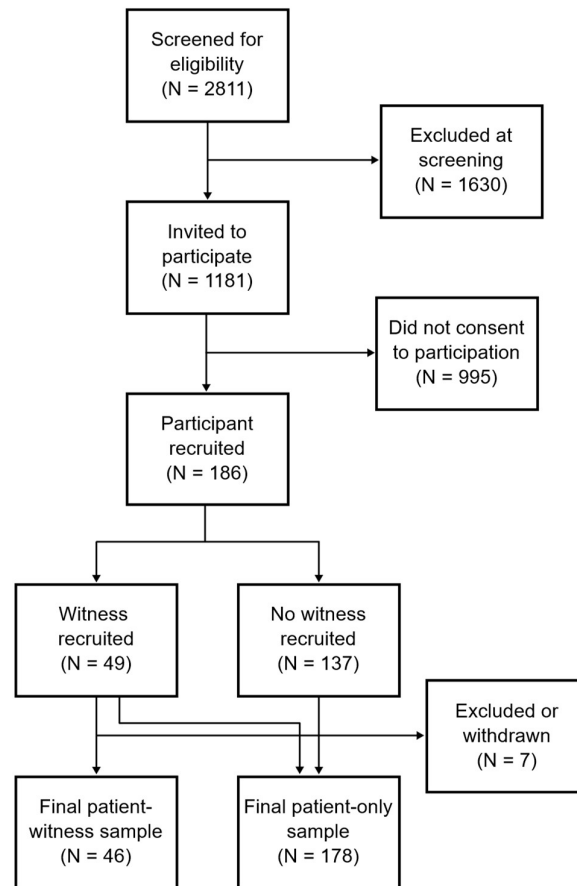 Screened for
eligibility
(N = 2811)
Excluded at
screening
(N = 1630)
Invited to
participate
(N = 1181)
Did not consent
to participation
(N = 995)
Participant
recruited
(N = 186)
Witness
recruited
(N = 49)
No witness
recruited
(N = 137)
Excluded or
withdrawn
(N = 7)
Final patient-
witness sample
(N = 46)
Final patient-only
sample
(N = 178)